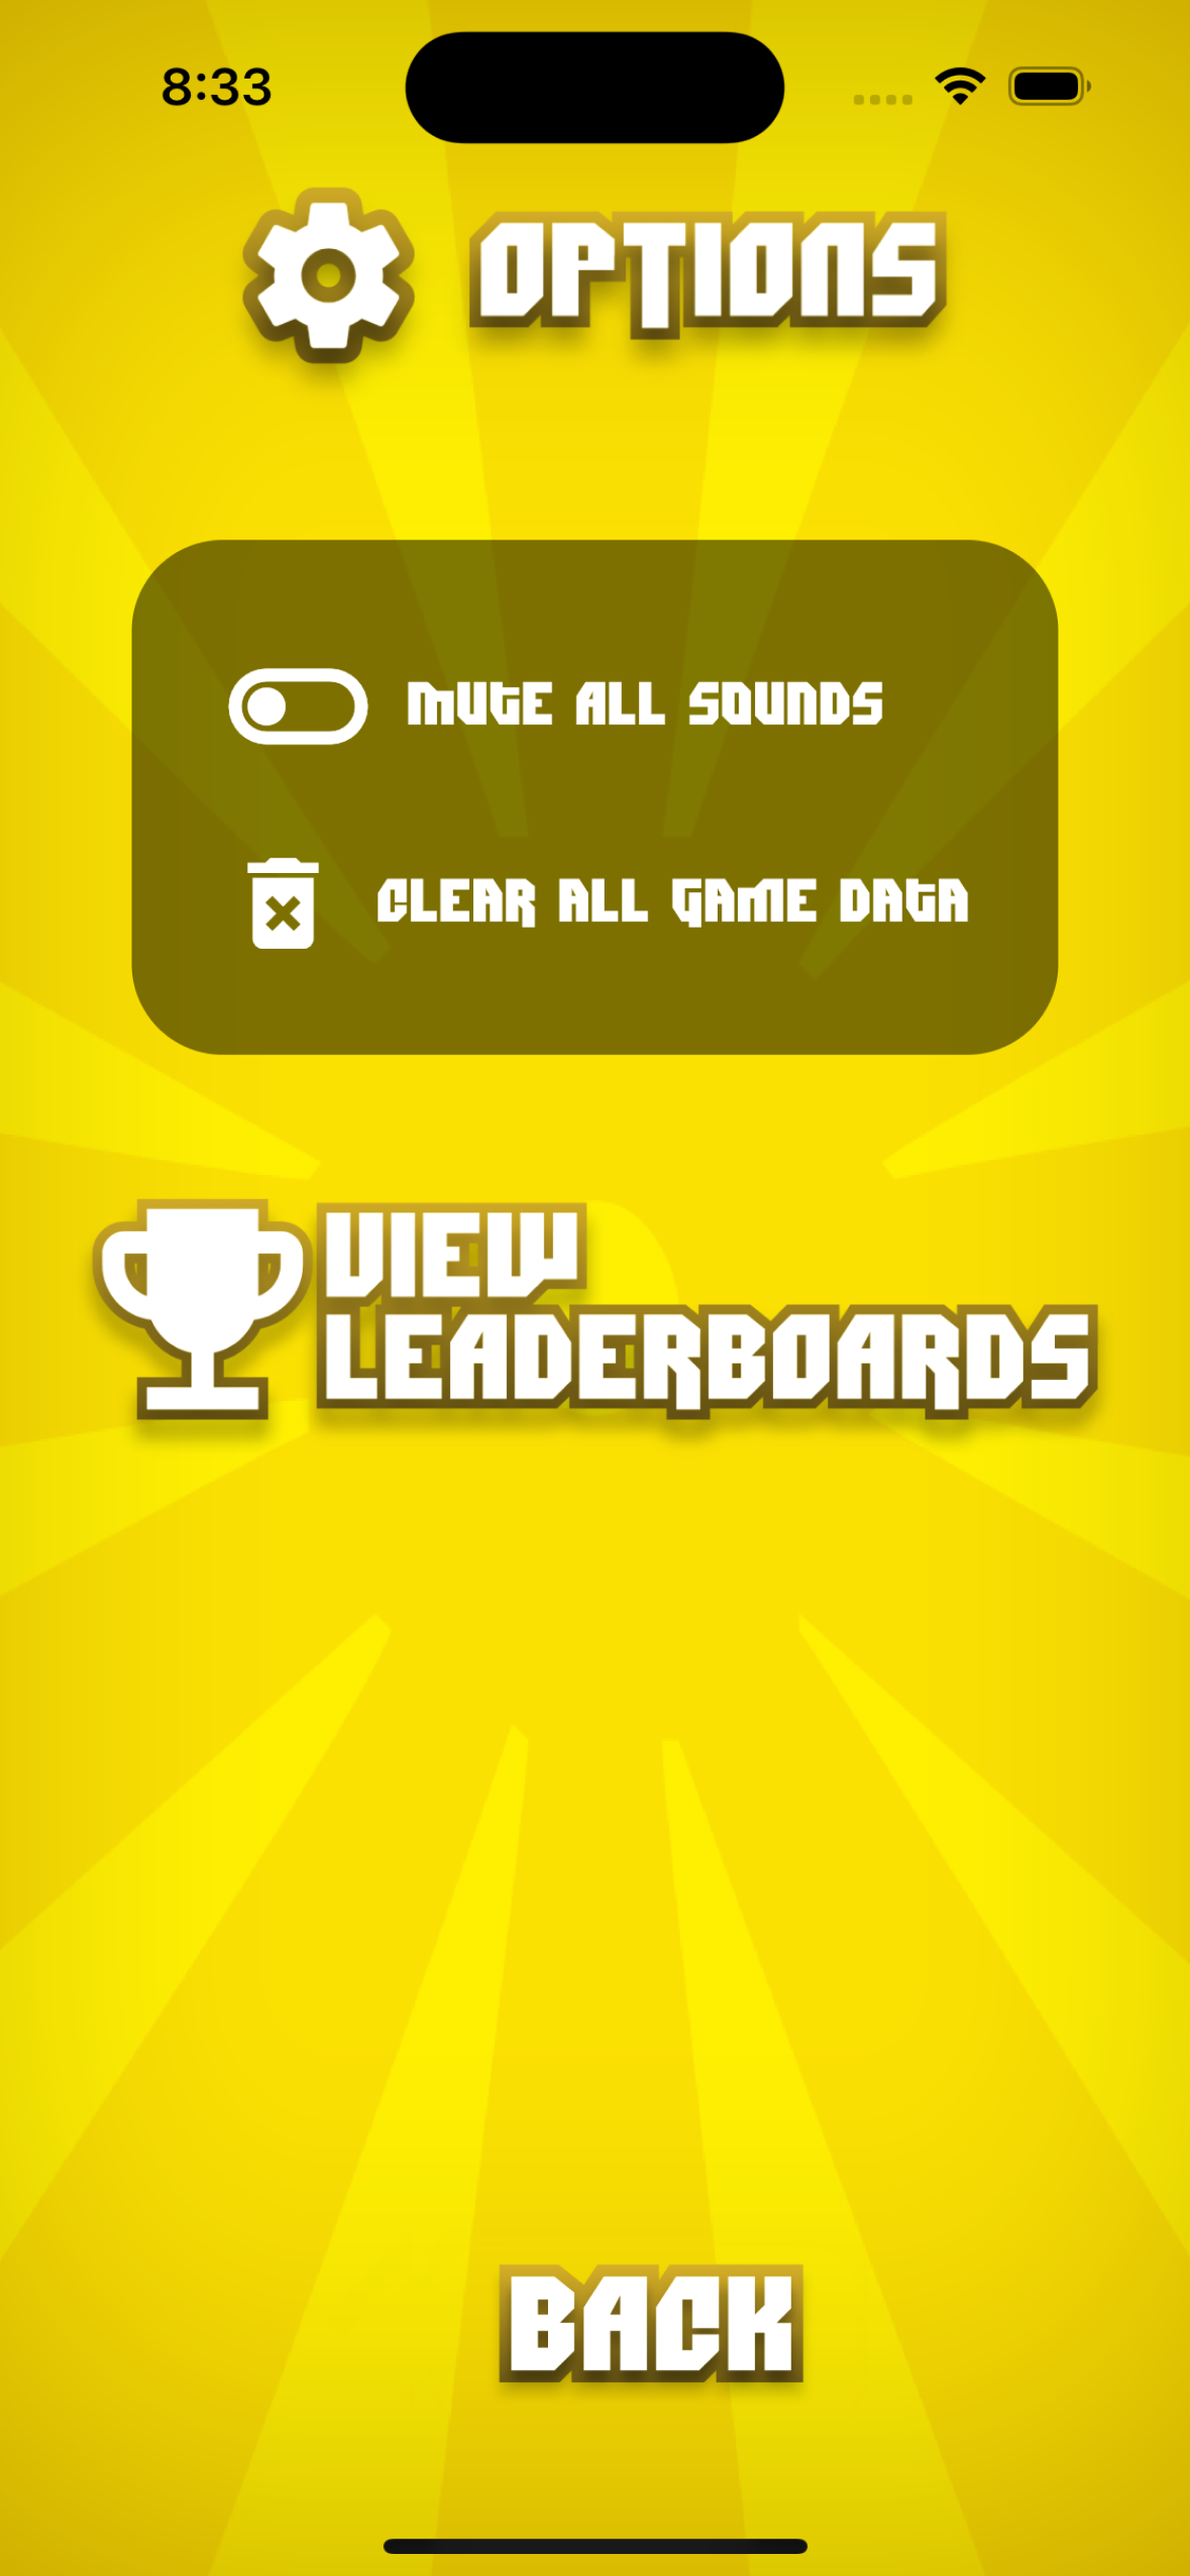 8:33
OPTIONS
MUTE ALL SOUNDS
CLEAR ALL GAME DATA
VIEW
LEADERBOARDS
BACK